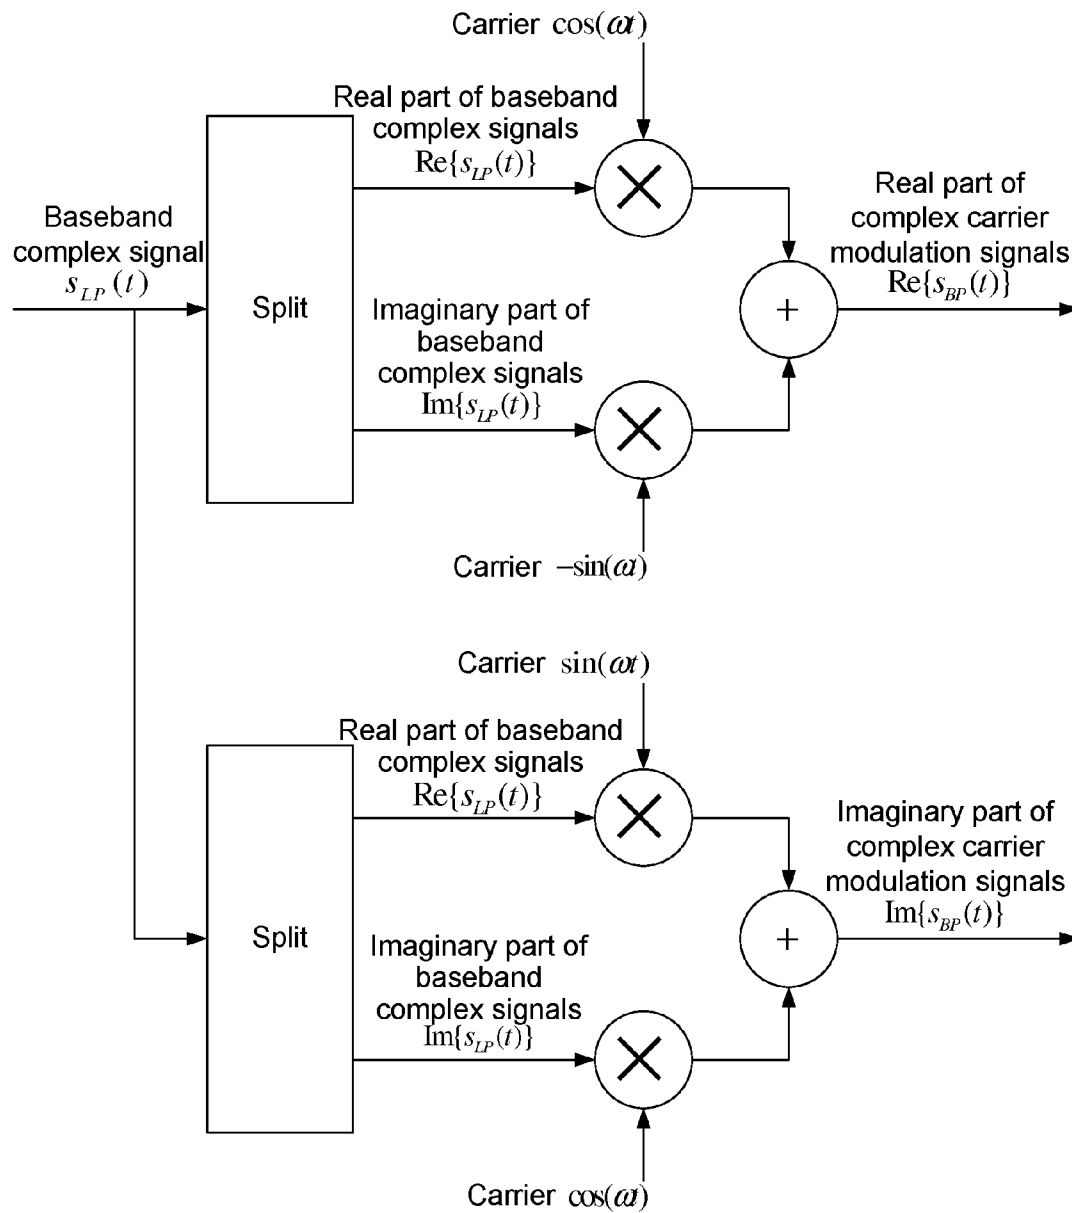 Carrier cos(ωt)
Real part of baseband
complex signals
Re{s_LP(t)}
Baseband
complex signal
s_LP(t)
Split
Imaginary part of
baseband
complex signals
Im{s_LP(t)}
Carrier −sin(ωt)
+
Real part of
complex carrier
modulation signals
Re{s_BP(t)}
Carrier sin(ωt)
Real part of baseband
complex signals
Re{s_LP(t)}
Split
Imaginary part of
baseband
complex signals
Im{s_LP(t)}
Carrier cos(ωt)
+
Imaginary part of
complex carrier
modulation signals
Im{s_BP(t)}